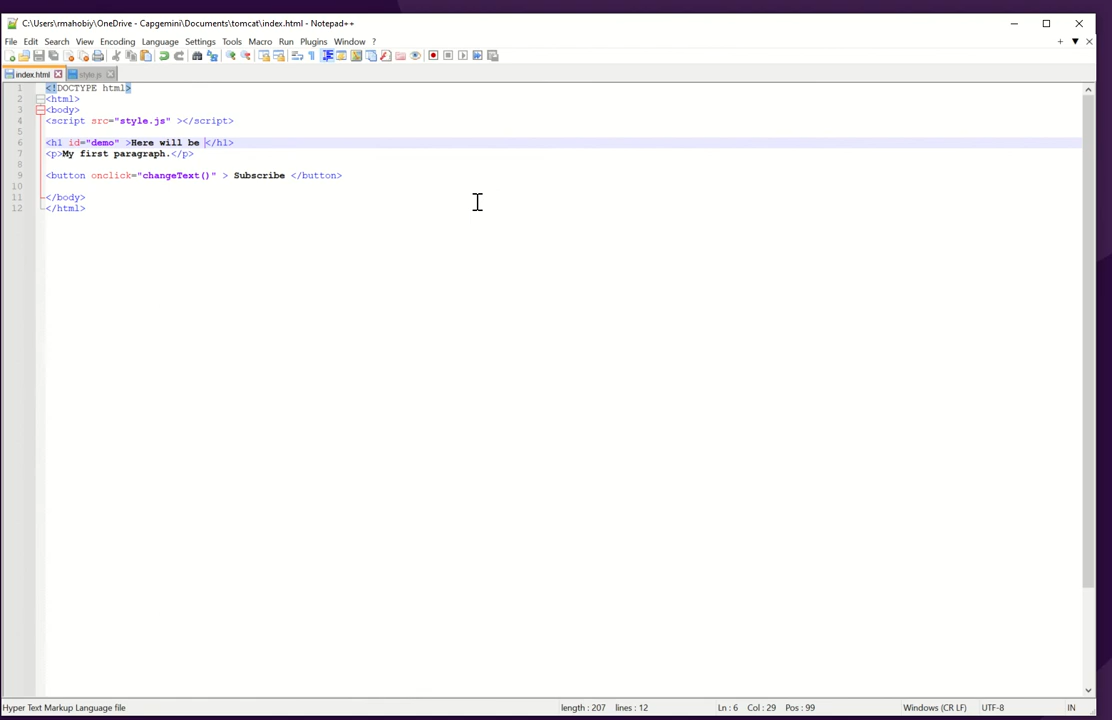 C:\Users\rmahobiy\OneDrive - Capgemini\Documents\tomcat\index.html - Notepad++
File Edit Search View Encoding Language Settings Tools Macro Run Plugins Window ?
index.html style.js
1 <!DOCTYPE html>
2 <html>
3 <body>
4 <script src="style.js" ></script>
5
6 <h1 id="demo" >Here will be </h1>
7 <p>My first paragraph.</p>
8
9 <button onclick="changeText()" > Subscribe </button>
10
11 </body>
12 </html>
Hyper Text Markup Language file length : 207 lines : 12 Ln : 6 Col : 29 Pos : 99 Windows (CR LF) UTF-8 IN